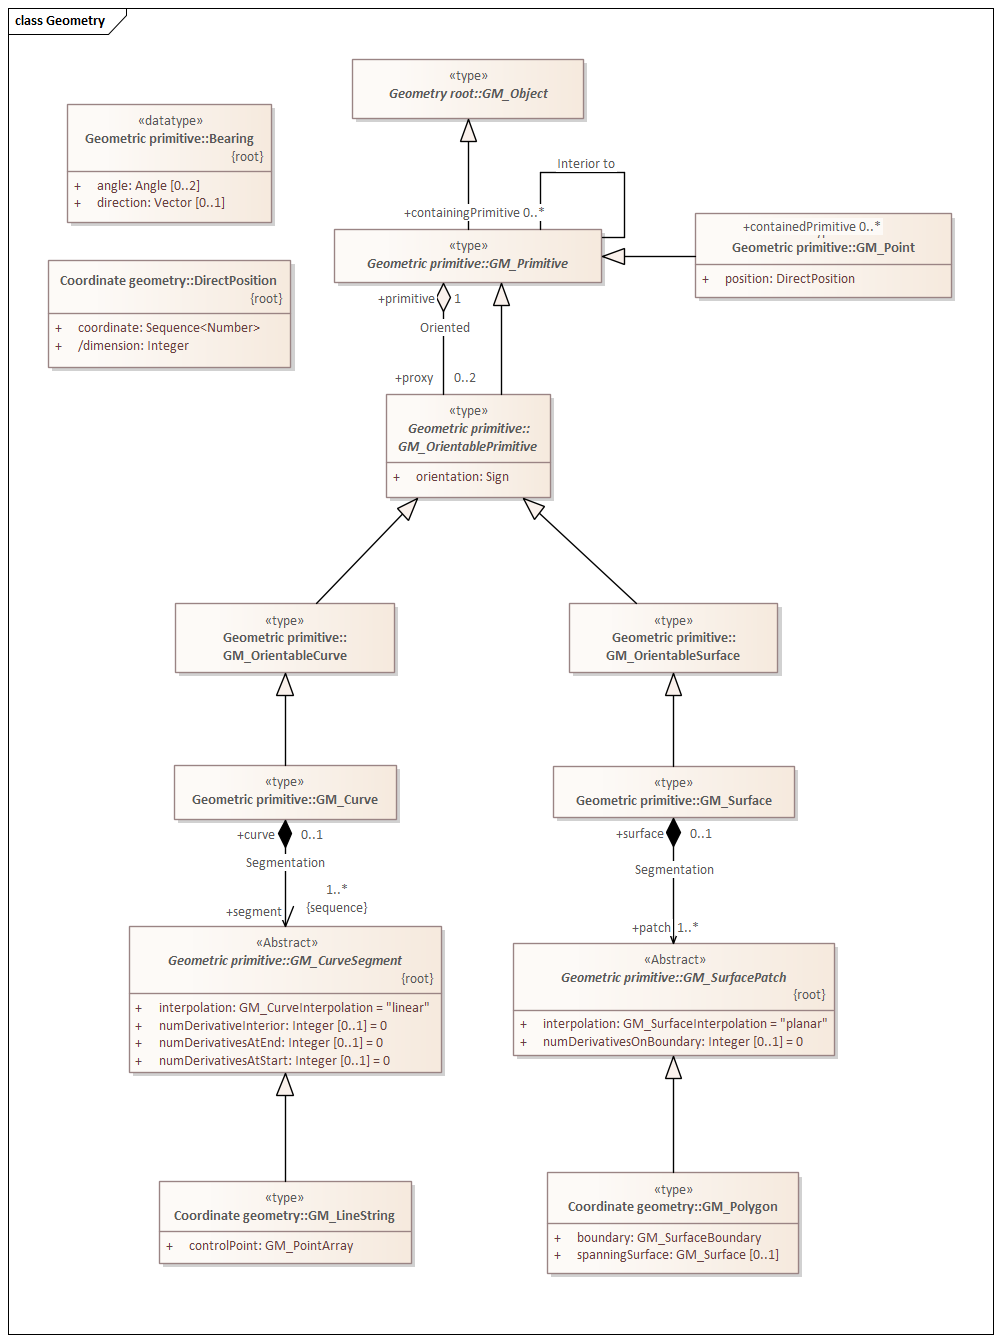 class Geometry
«type»
Geometry root::GM_Object
«datatype»
Geometric primitive::Bearing
{root}
+ angle: Angle [0..2]
+ direction: Vector [0..1]
Interior to
+containingPrimitive 0..*
+containedPrimitive 0..*
Geometric primitive::GM_Point
+ position: DirectPosition
«type»
Geometric primitive::GM_Primitive
Coordinate geometry::DirectPosition
{root}
+ coordinate: Sequence<Number>
+ /dimension: Integer
+primitive 1
Oriented
+proxy 0..2
«type»
Geometric primitive::
GM_OrientablePrimitive
+ orientation: Sign
«type»
Geometric primitive::
GM_OrientableCurve
«type»
Geometric primitive::
GM_OrientableSurface
«type»
Geometric primitive::GM_Curve
«type»
Geometric primitive::GM_Surface
+curve 0..1
Segmentation
1..*
+segment {sequence}
+surface 0..1
Segmentation
+patch 1..*
«Abstract»
Geometric primitive::GM_CurveSegment
{root}
+ interpolation: GM_CurveInterpolation = "linear"
+ numDerivativeInterior: Integer [0..1] = 0
+ numDerivativesAtEnd: Integer [0..1] = 0
+ numDerivativesAtStart: Integer [0..1] = 0
«Abstract»
Geometric primitive::GM_SurfacePatch
{root}
+ interpolation: GM_SurfaceInterpolation = "planar"
+ numDerivativesOnBoundary: Integer [0..1] = 0
«type»
Coordinate geometry::GM_LineString
+ controlPoint: GM_PointArray
«type»
Coordinate geometry::GM_Polygon
+ boundary: GM_SurfaceBoundary
+ spanningSurface: GM_Surface [0..1]